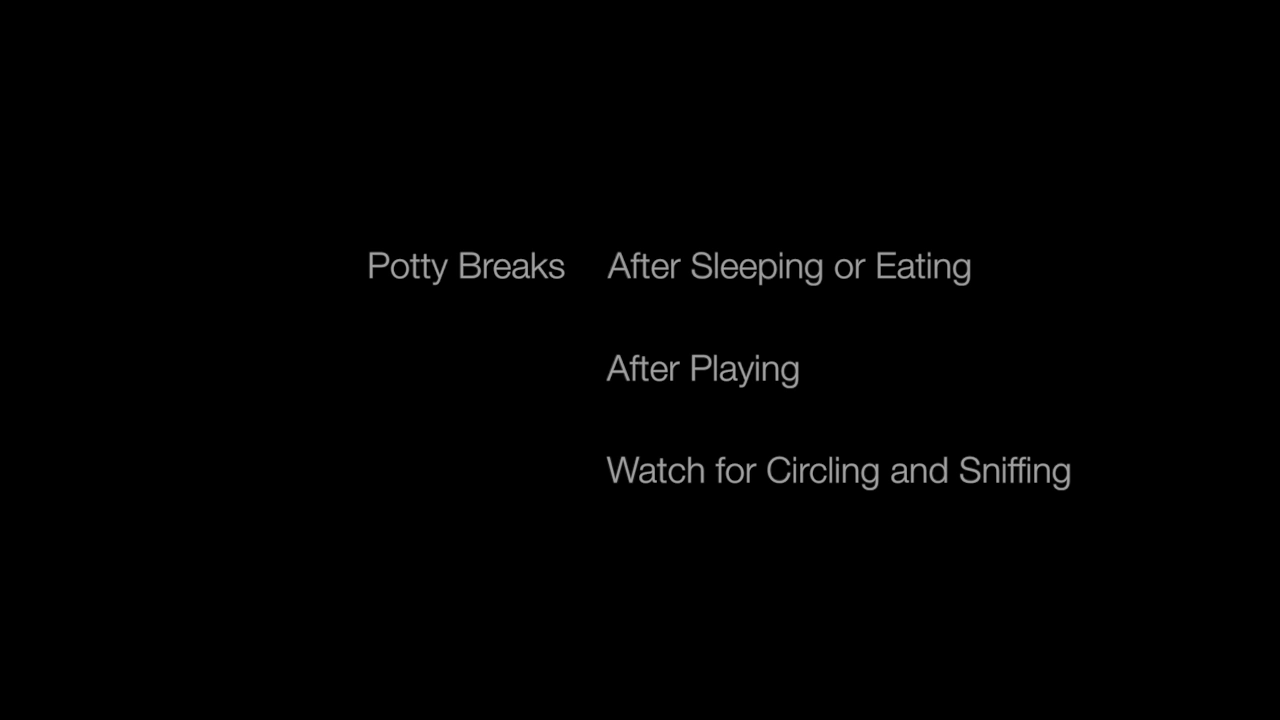 Potty Breaks After Sleeping or Eating
After Playing
Watch for Circling and Sniffing